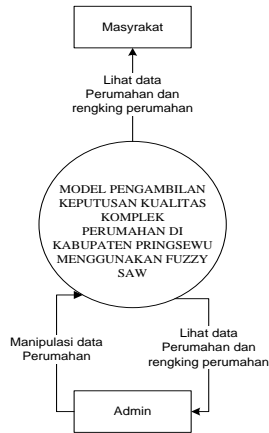 Masyrakat
Lihat data
Perumahan dan
rengking perumahan
MODEL PENGAMBILAN
KEPUTUSAN KUALITAS
KOMPLEK
PERUMAHAN DI
KABUPATEN PRINGSEWU
MENGGUNAKAN FUZZY
SAW
Manipulasi data
Perumahan
Lihat data
Perumahan dan
rengking perumahan
Admin